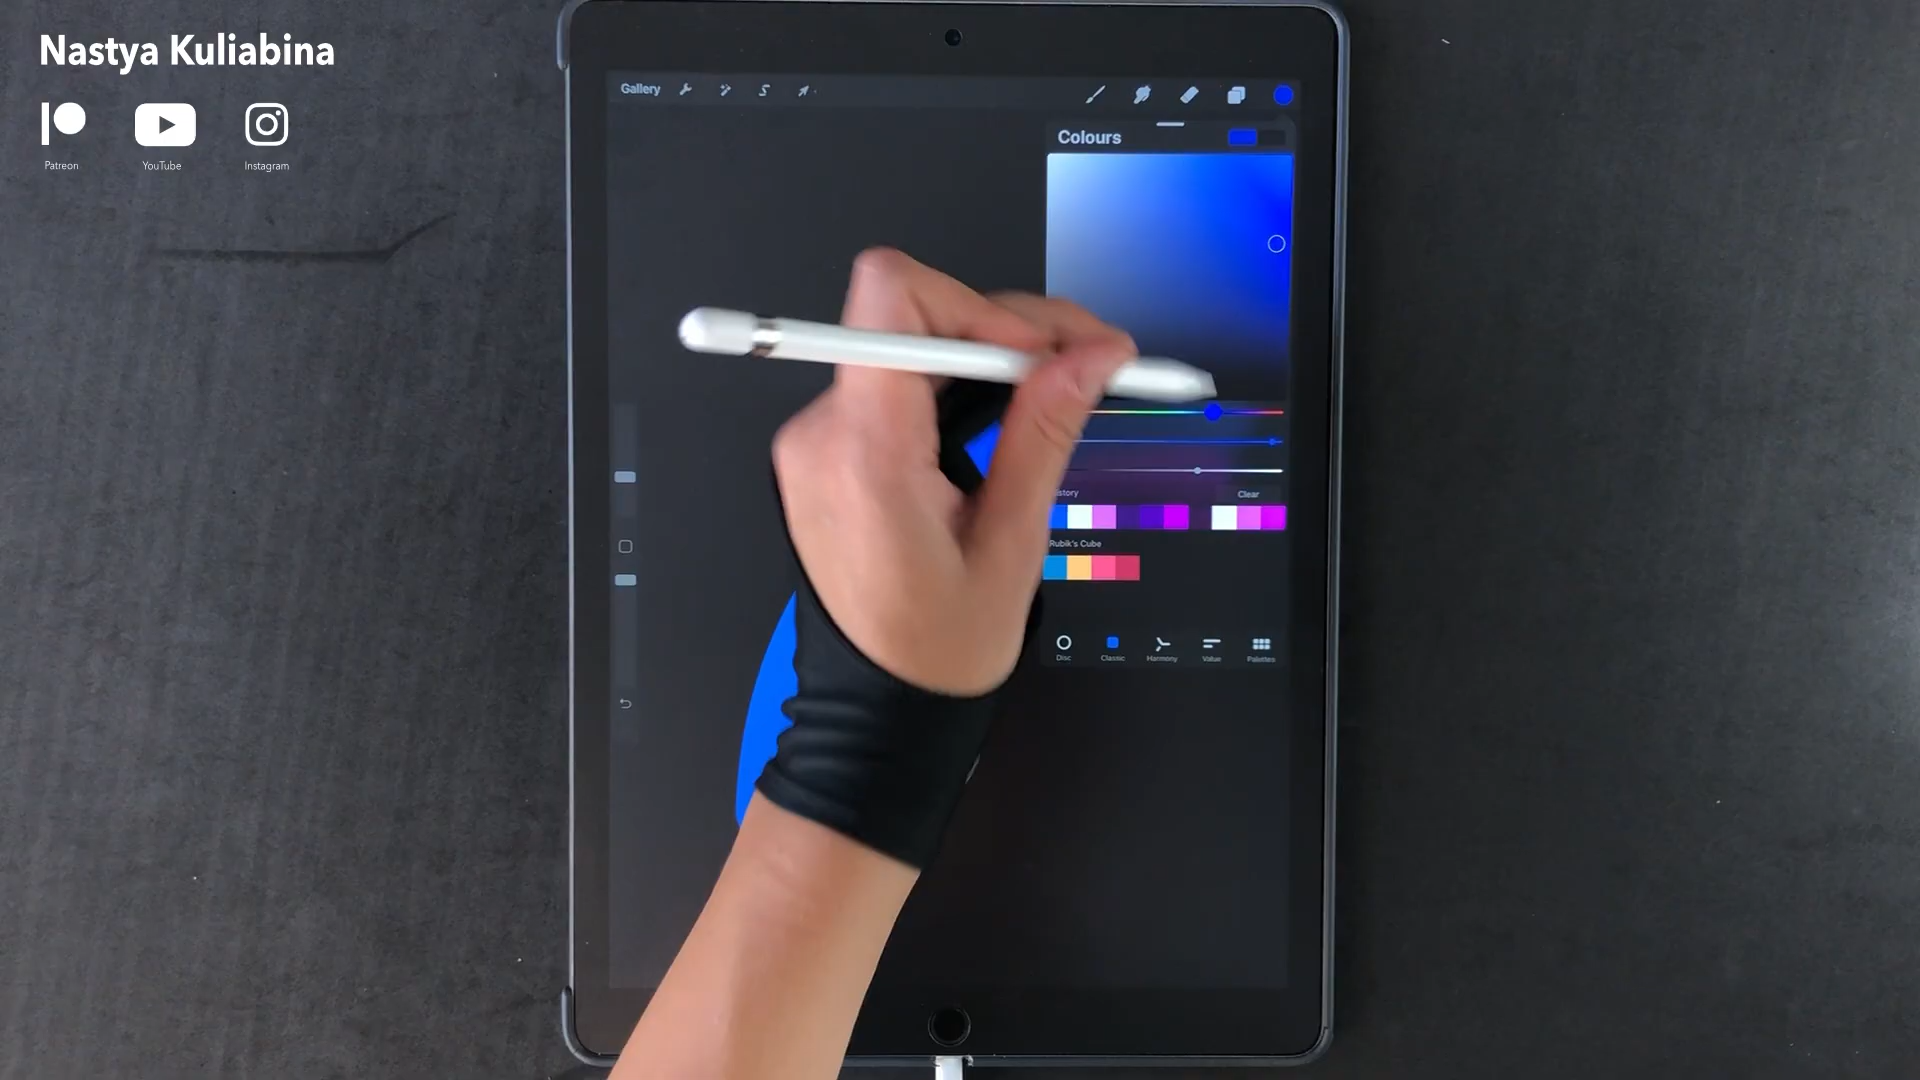 Nastya Kuliabina
Patreon YouTube Instagram
Gallery
Colours
Clear
Rubik's Cube
Disc Classic Harmony Value Palettes